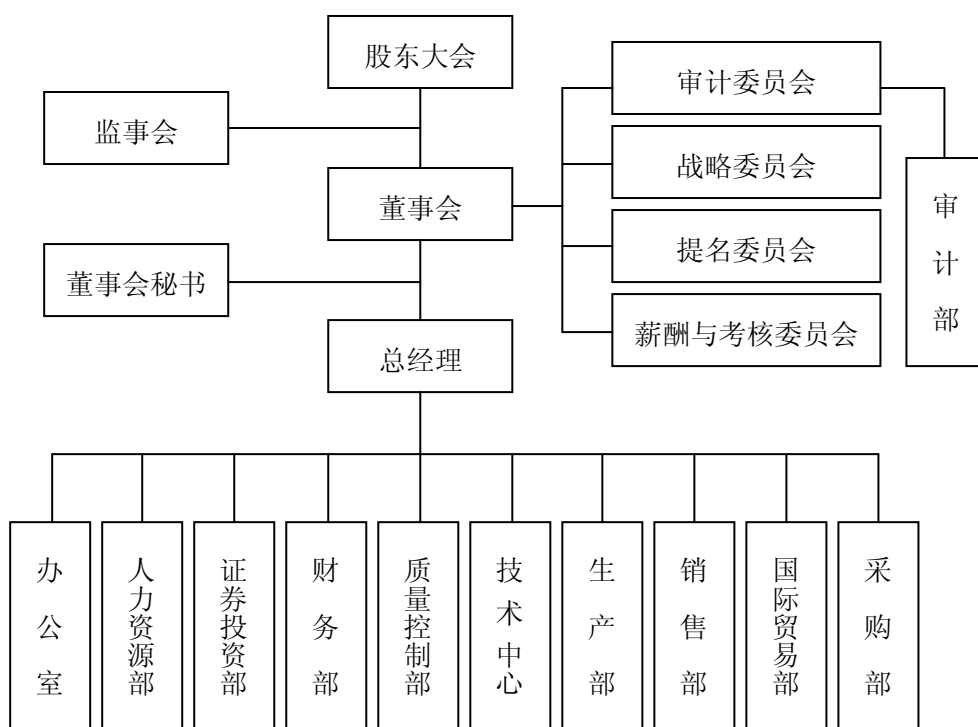 股东大会
审计委员会
监事会
战略委员会
董事会
审计部
提名委员会
董事会秘书
薪酬与考核委员会
总经理
办公室
人力资源部
证券投资部
财务部
质量控制部
技术中心
生产部
销售部
国际贸易部
采购部